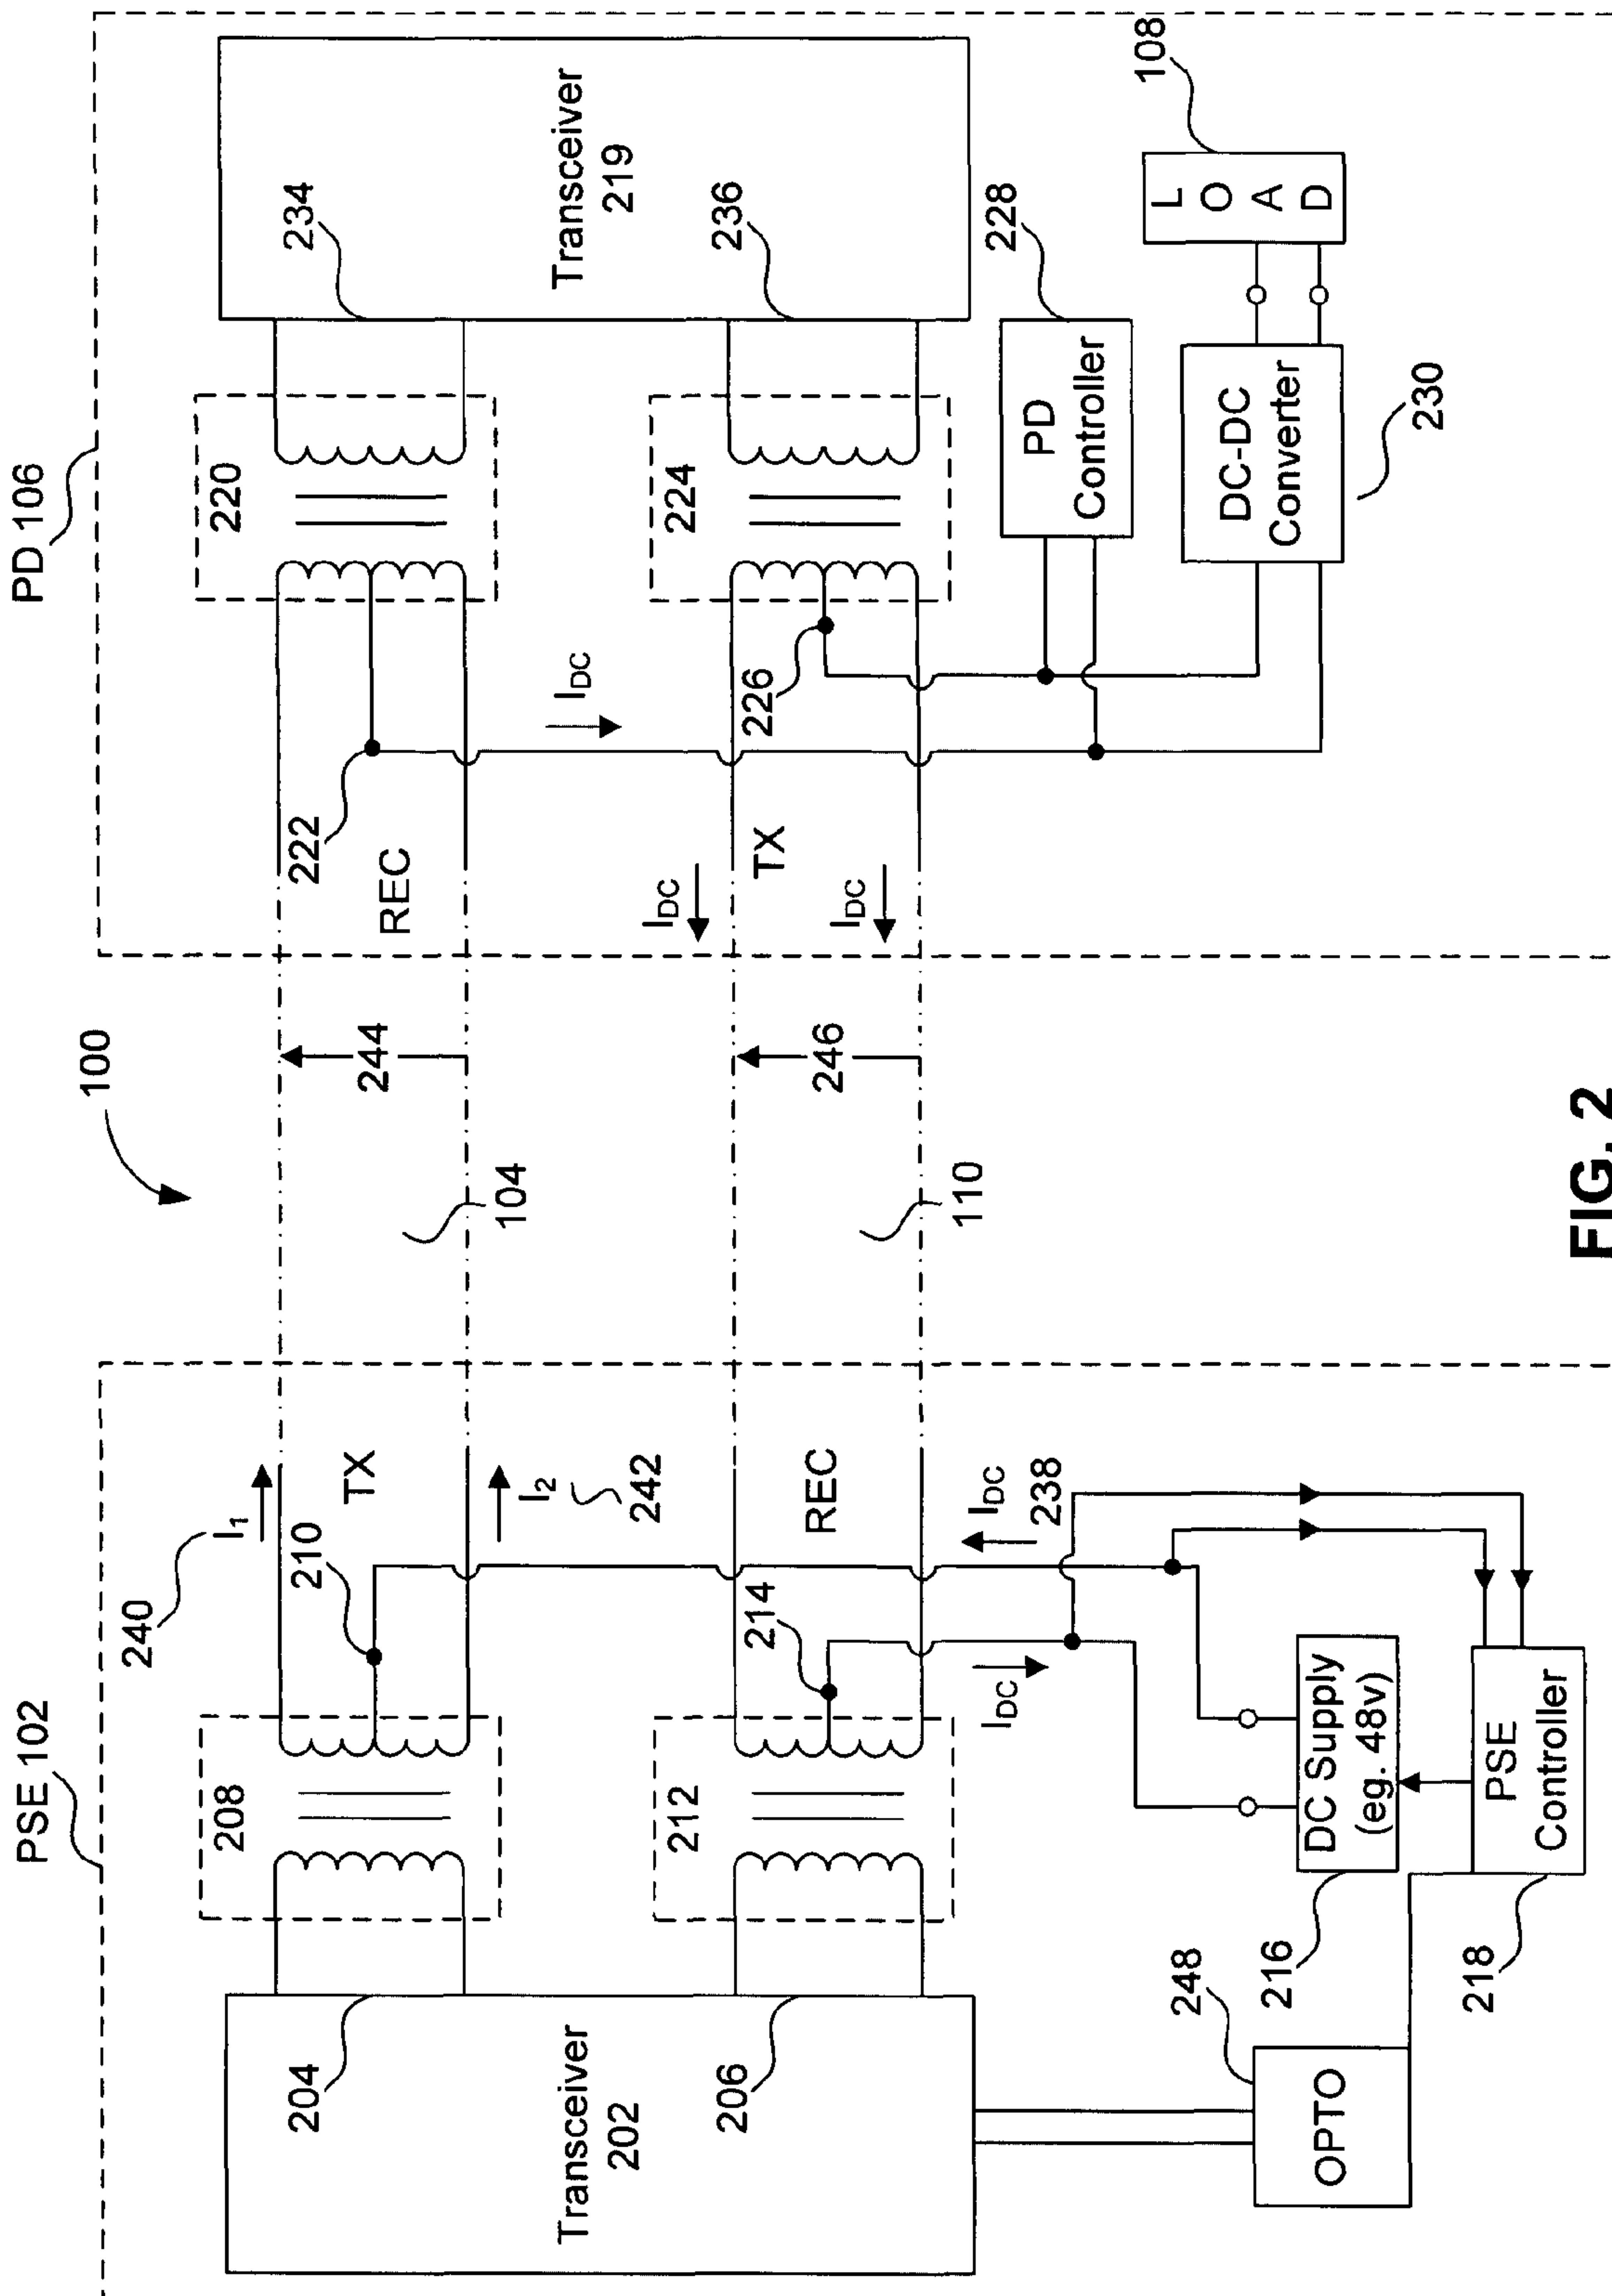 100
PSE 102
PD 106
240
I1
TX
210
I2
242
208
204
Transceiver
202
206
212
214
REC
IDC
IDC
238
104
110
244
246
REC
222
IDC
220
234
Transceiver
219
IDC
TX
IDC
226
224
236
228
PD
Controller
108
LOAD
DC-DC
Converter
230
248
OPTO
216
DC Supply
(eg. 48v)
218
PSE
Controller
FIG. 2